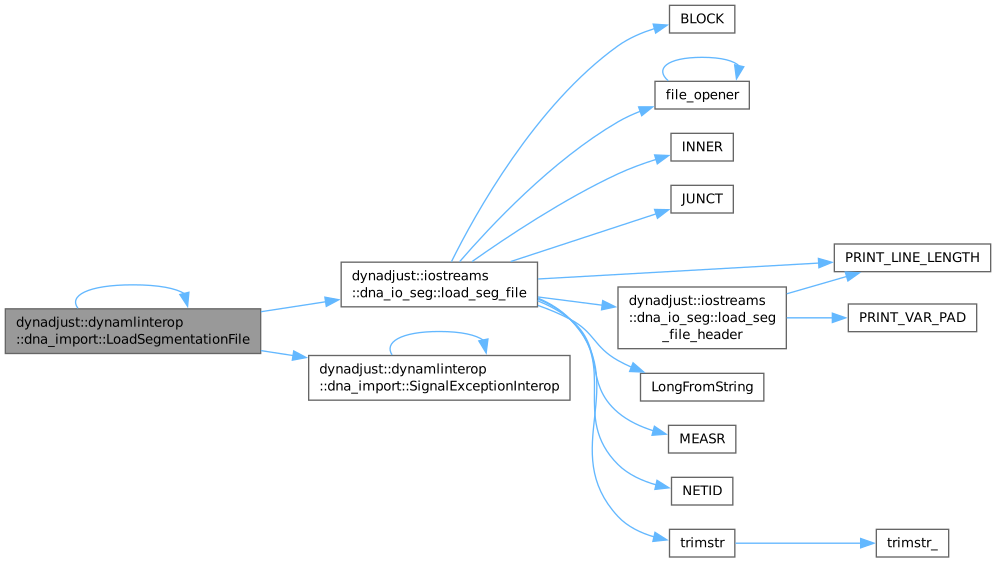 BLOCK
file_opener
INNER
JUNCT
PRINT_LINE_LENGTH
dynadjust::iostreams
::dna_io_seg::load_seg_file
dynadjust::iostreams
::dna_io_seg::load_seg
_file_header
PRINT_VAR_PAD
dynadjust::dynamlinterop
::dna_import::LoadSegmentationFile
dynadjust::dynamlinterop
::dna_import::SignalExceptionInterop
LongFromString
MEASR
NETID
trimstr
trimstr_